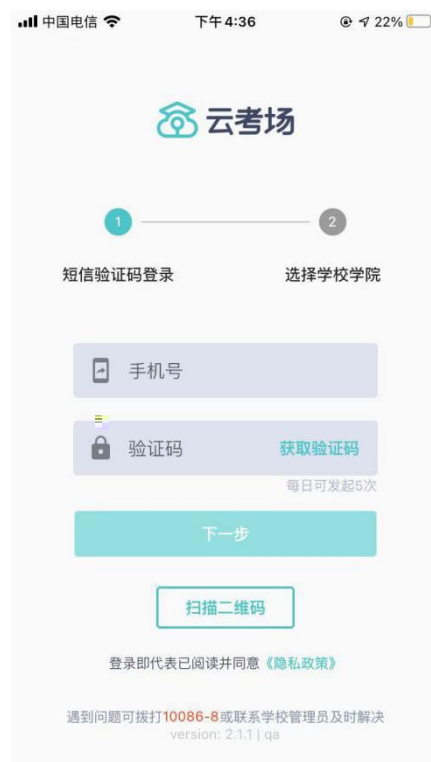 中国电信 下午4:36 22%
云考场
1 2
短信验证码登录 选择学校学院
手机号
验证码 获取验证码
每日可发起5次
下一步
扫描二维码
登录即代表已阅读并同意《隐私政策》
遇到问题可拨打10086-8或联系学校管理员及时解决
version: 2.1.1 | qa